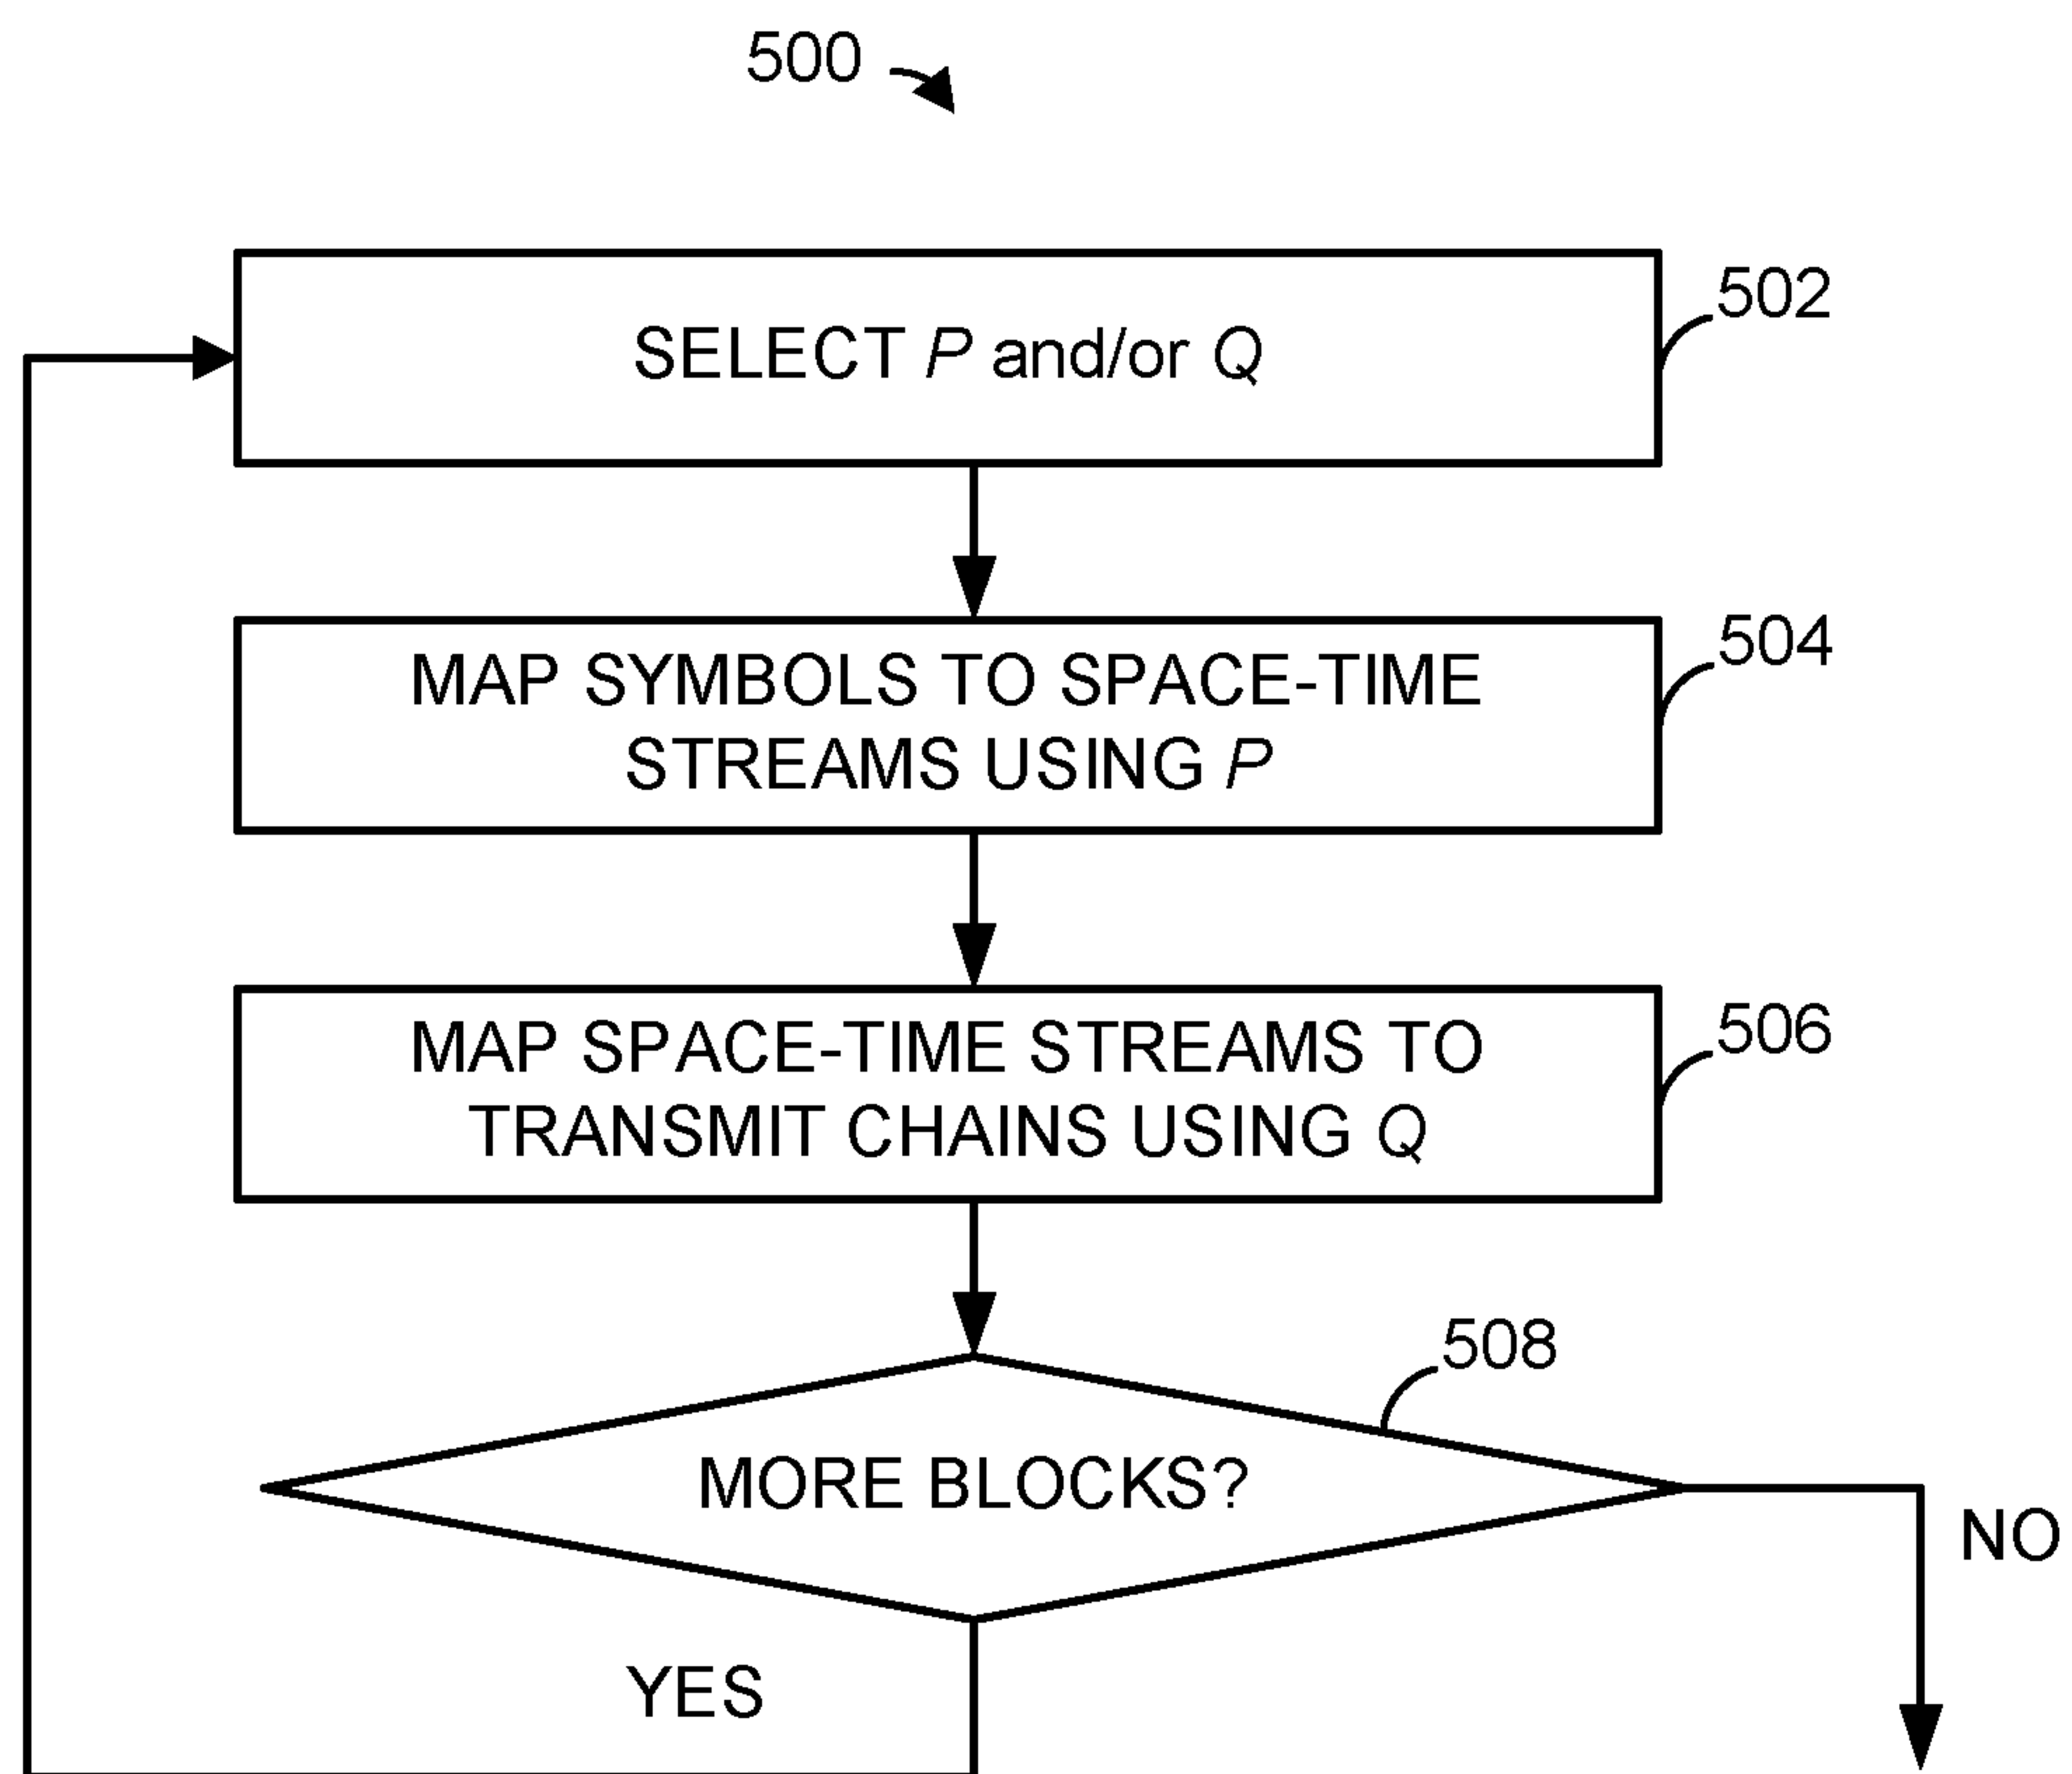 500
SELECT P and/or Q
502
MAP SYMBOLS TO SPACE-TIME
STREAMS USING P
504
MAP SPACE-TIME STREAMS TO
TRANSMIT CHAINS USING Q
506
508
MORE BLOCKS?
NO
YES